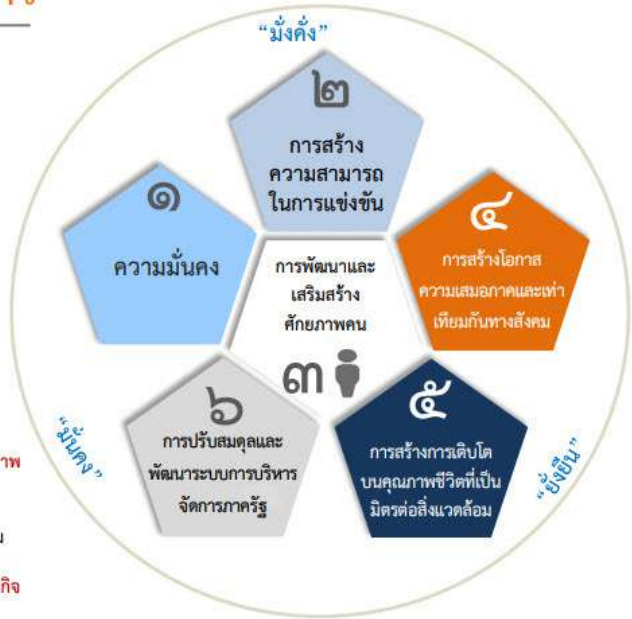 “มั่งคั่ง”
๒
การสร้าง
ความสามารถ
ในการแข่งขัน
๑
ความมั่นคง
๔
การสร้างโอกาส
ความเสมอภาคและเท่า
เทียมกันทางสังคม
การพัฒนาและ
เสริมสร้าง
ศักยภาพคน
๓
๖
การปรับสมดุลและ
พัฒนาระบบการบริหาร
จัดการภาครัฐ
๕
การสร้างการเติบโต
บนคุณภาพชีวิตที่เป็น
มิตรต่อสิ่งแวดล้อม
“มั่นคง”
“ยั่งยืน”
าพ
กิจ